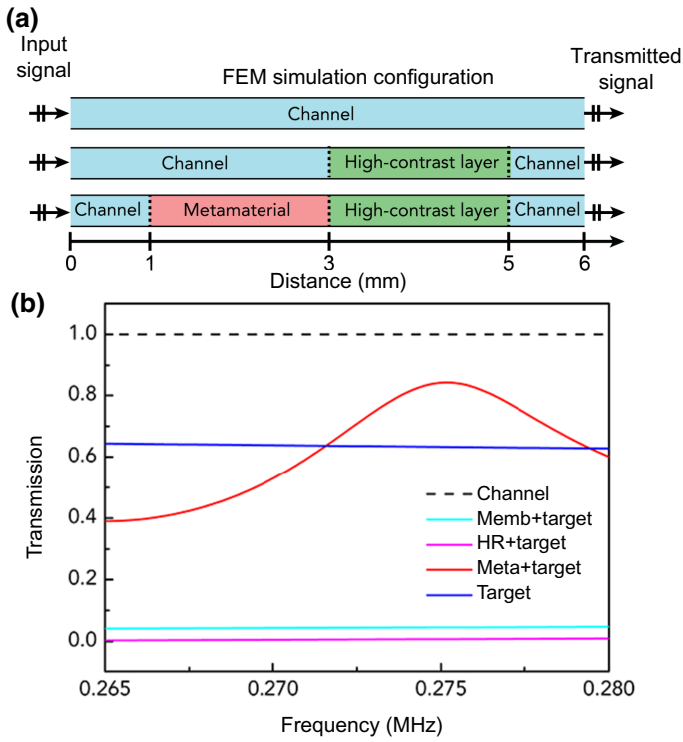 (a)
Input
signal
FEM simulation configuration
Transmitted
signal
Channel
Channel
High-contrast layer
Channel
Channel
Metamaterial
High-contrast layer
Channel
0
1
3
5
6
Distance (mm)
(b)
1.0
0.8
0.6
0.4
0.2
0.0
Transmission
Channel
Memb+target
HR+target
Meta+target
Target
0.265
0.270
0.275
0.280
Frequency (MHz)